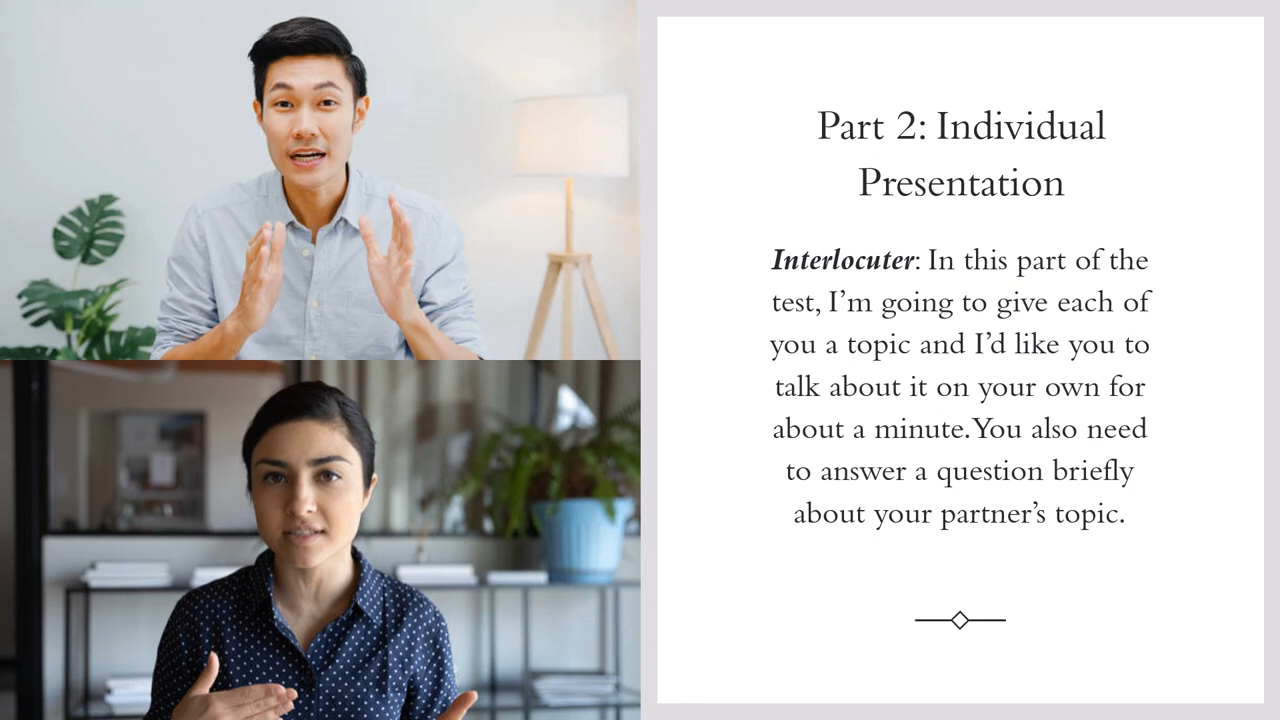 Part 2: Individual
Presentation
Interlocuter: In this part of the
test, I'm going to give each of
you a topic and I'd like you to
talk about it on your own for
about a minute. You also need
to answer a question briefly
about your partner's topic.